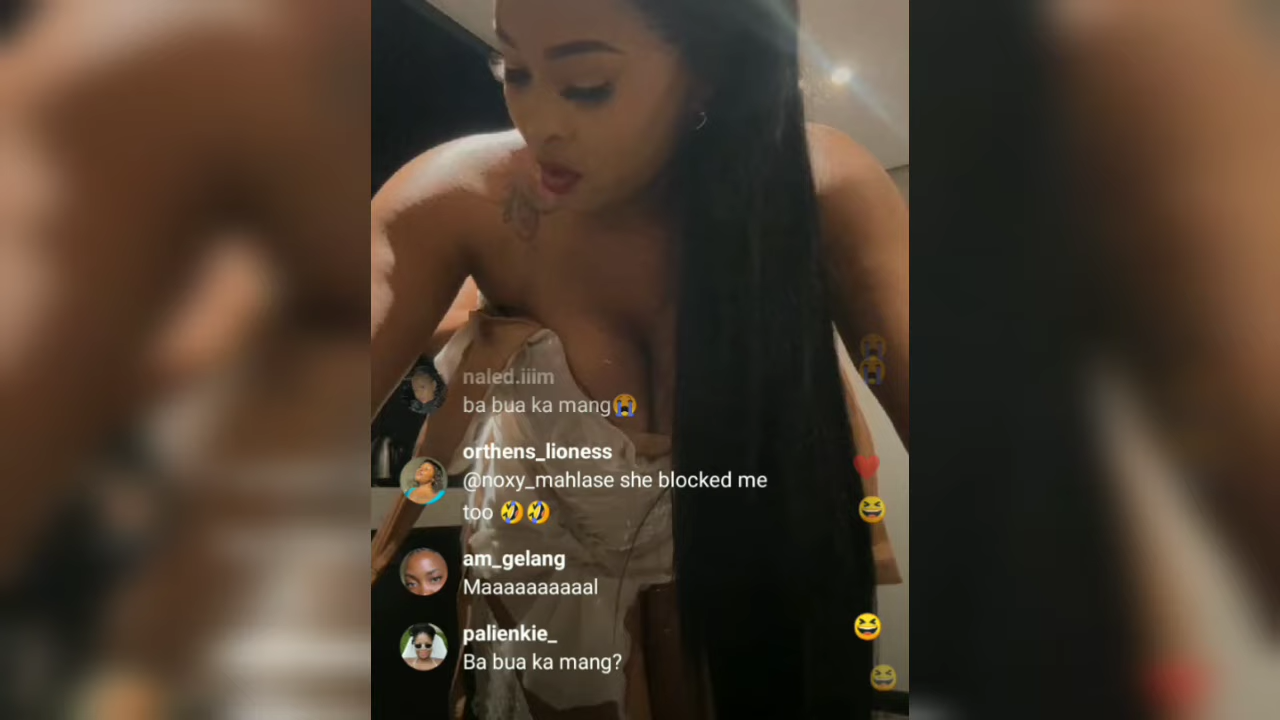 naled.iiim
ba bua ka mang😭
orthens_lioness
@noxy_mahlase she blocked me
too 🤣🤣
am_gelang
Maaaaaaaaaal
palienkie_
Ba bua ka mang?